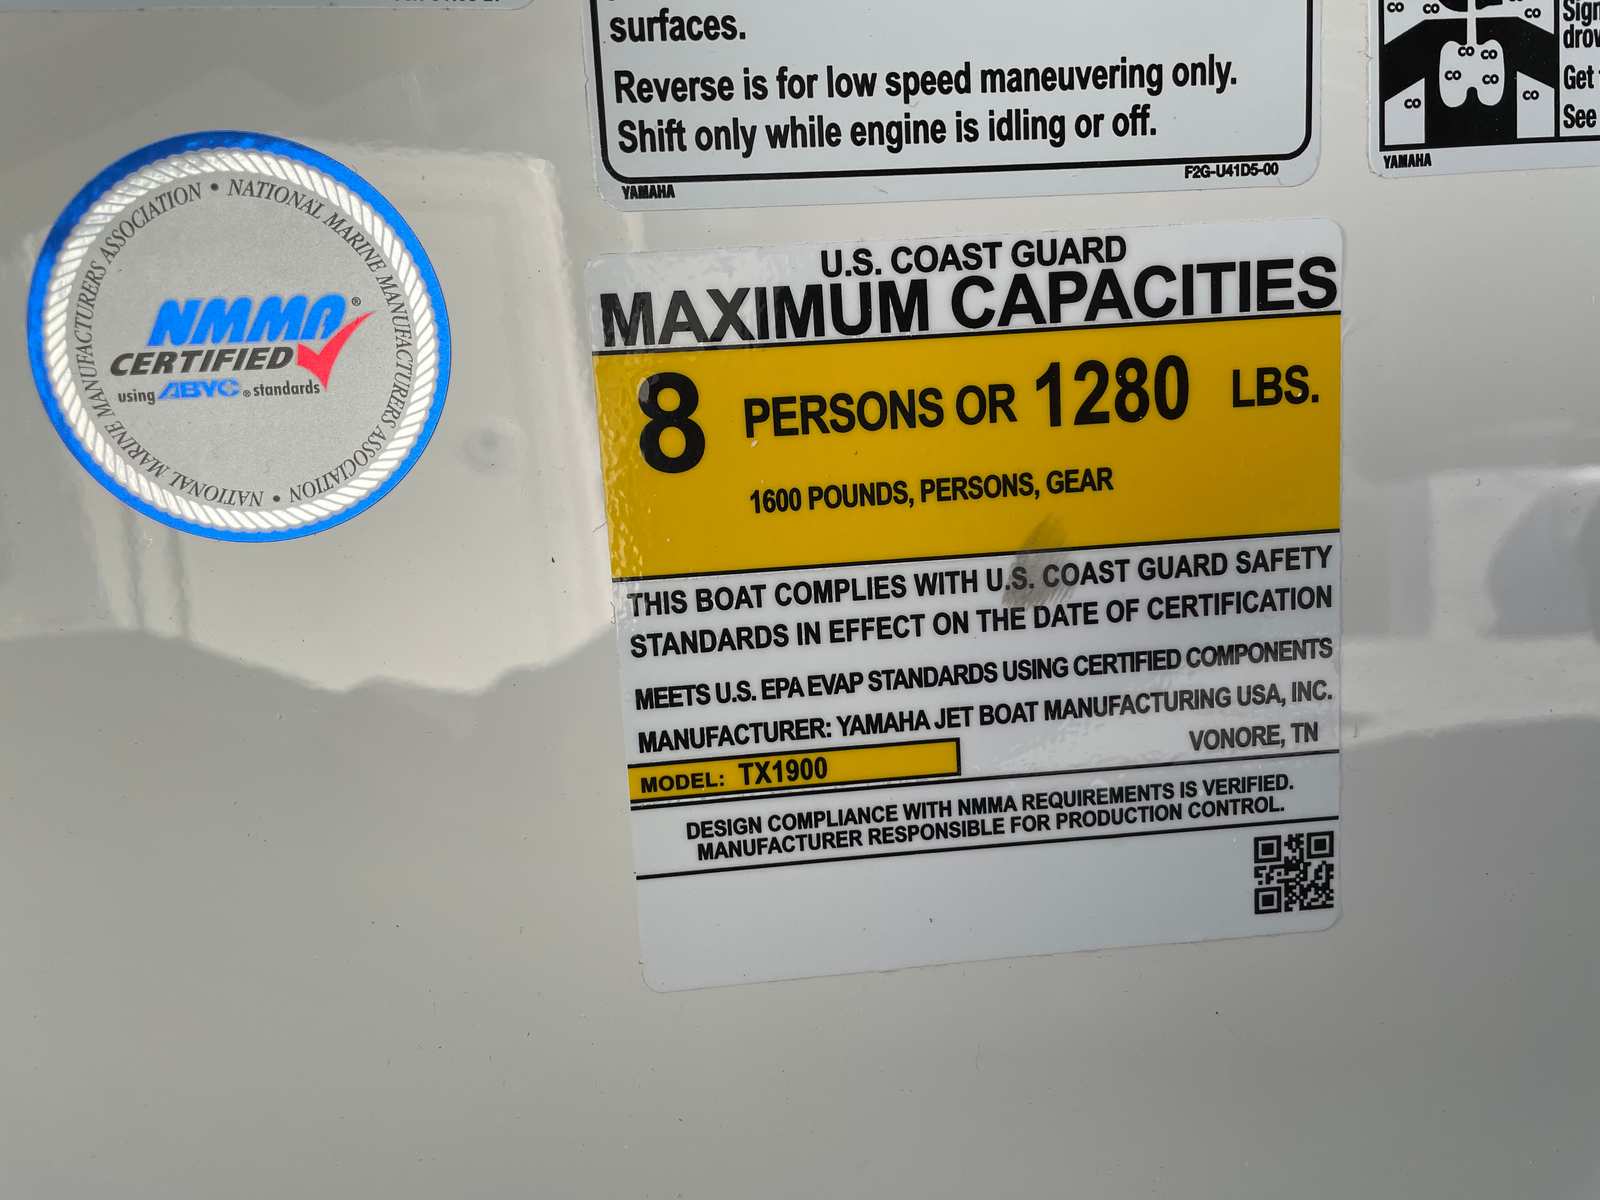 surfaces.
Reverse is for low speed maneuvering only.
Shift only while engine is idling or off.
F2G-U41D5-00
YAMAHA
CO CO CO
CO CO
CO CO
CO CO
Sign
Get
See
YAMAHA
NATIONAL MARINE MANUFACTURERS ASSOCIATION • NATIONAL MARINE MANUFACTURERS ASSOCIATION •
NMMA®
CERTIFIED
using ABYC® standards
U.S. COAST GUARD
MAXIMUM CAPACITIES
8 PERSONS OR 1280 LBS.
1600 POUNDS, PERSONS, GEAR
THIS BOAT COMPLIES WITH U.S. COAST GUARD SAFETY
STANDARDS IN EFFECT ON THE DATE OF CERTIFICATION
MEETS U.S. EPA EVAP STANDARDS USING CERTIFIED COMPONENTS
MANUFACTURER: YAMAHA JET BOAT MANUFACTURING USA, INC.
VONORE, TN
MODEL: TX1900
DESIGN COMPLIANCE WITH NMMA REQUIREMENTS IS VERIFIED.
MANUFACTURER RESPONSIBLE FOR PRODUCTION CONTROL.